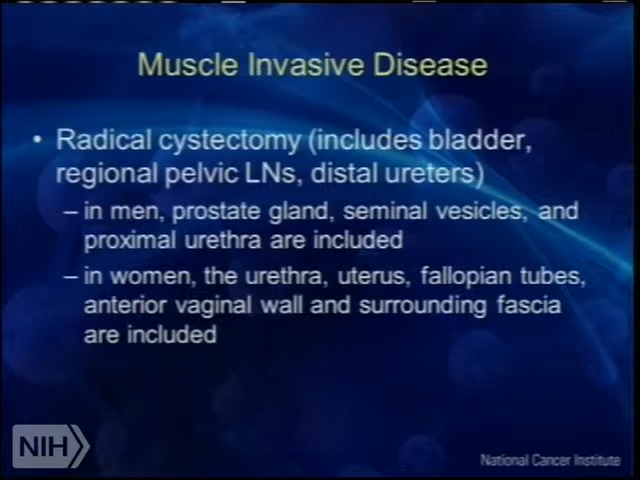 Muscle Invasive Disease
• Radical cystectomy (includes bladder,
regional pelvic LNs, distal ureters)
– in men, prostate gland, seminal vesicles, and
proximal urethra are included
– in women, the urethra, uterus, fallopian tubes,
anterior vaginal wall and surrounding fascia
are included
NIH
National Cancer Institute